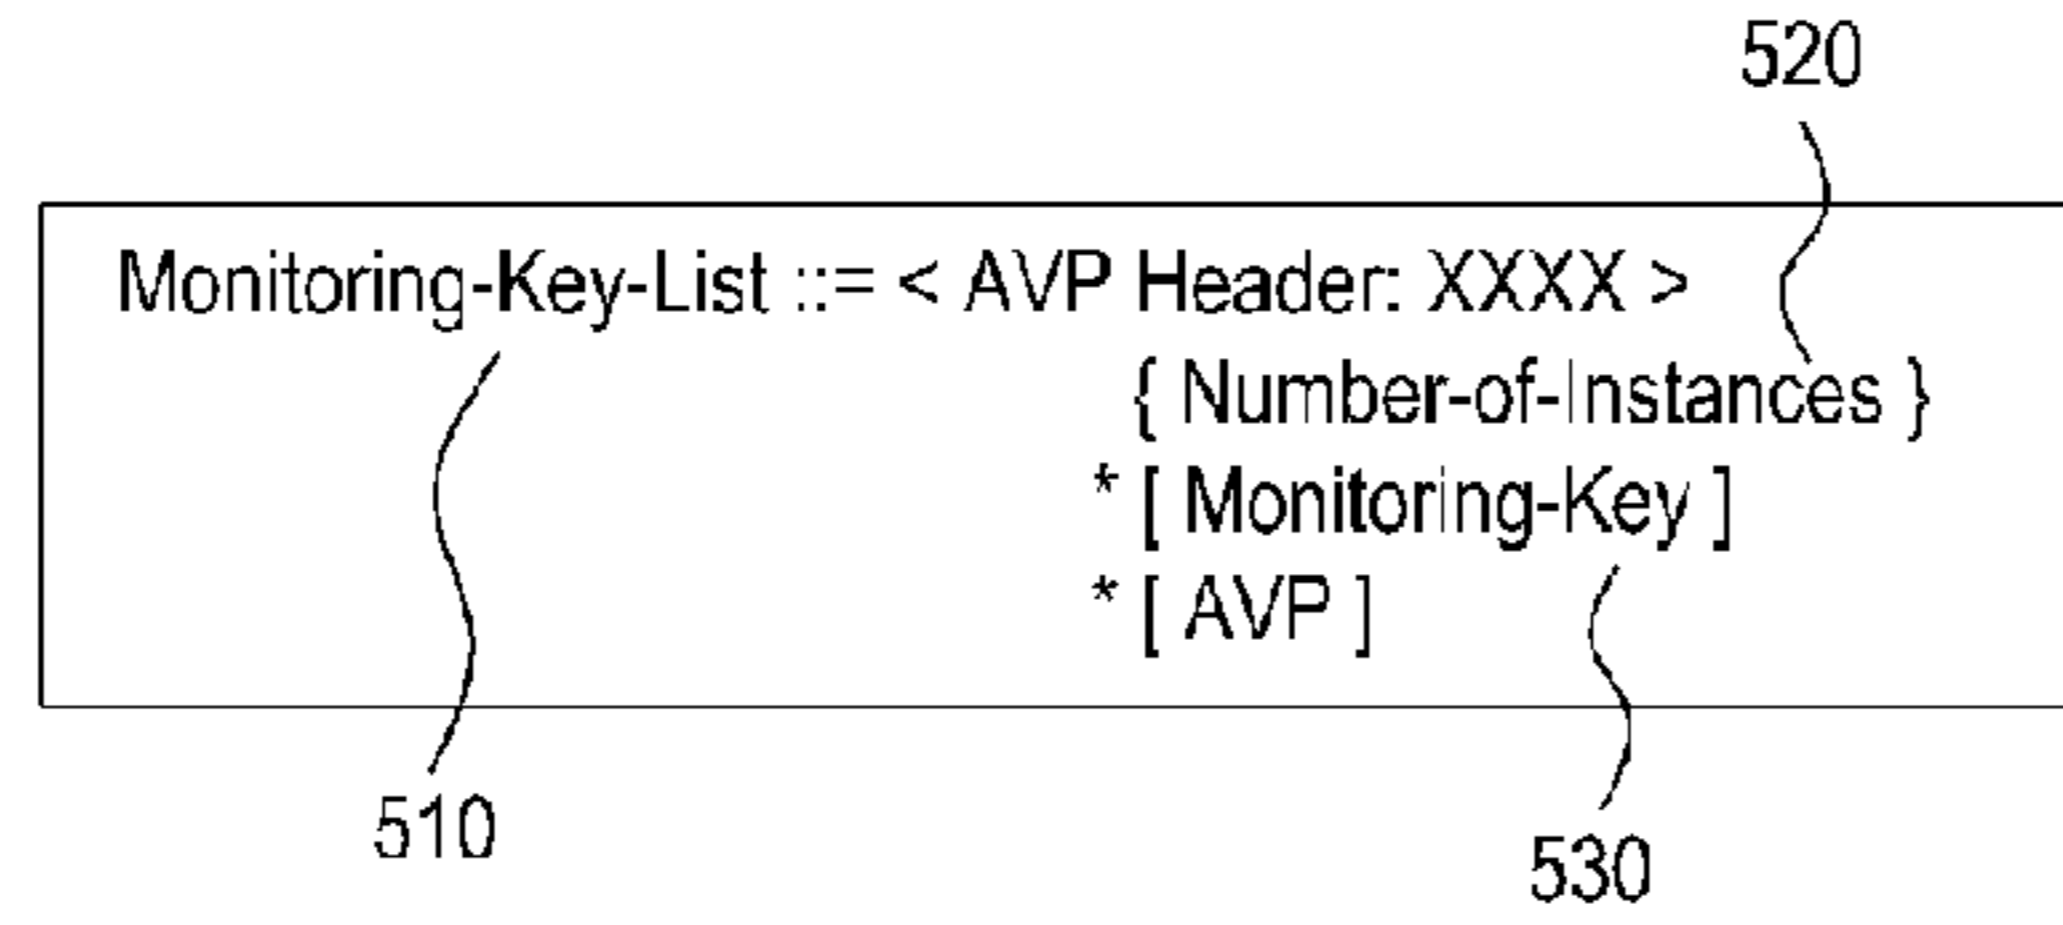 520
Monitoring-Key-List ::= < AVP Header: XXXX >
{ Number-of-Instances }
* [ Monitoring-Key ]
* [ AVP ]
510
530